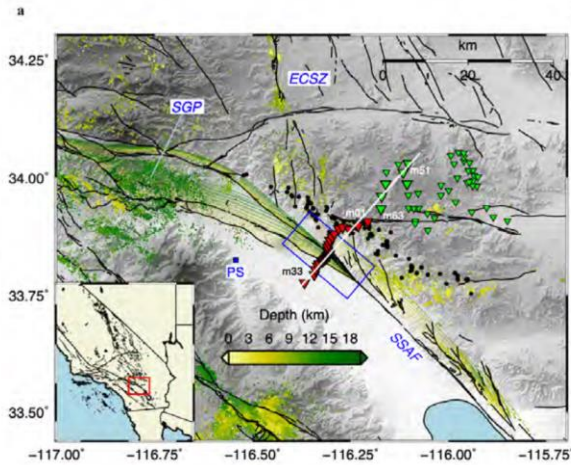 a
km
0 20 40
34.25
34.00
33.75
33.50
ECSZ
SGP
m51
m01
m63
m33
PS
Depth (km)
0 3 6 9 12 15 18
SSAF
-117.00 -116.75 -116.50 -116.25 -116.00 -115.75